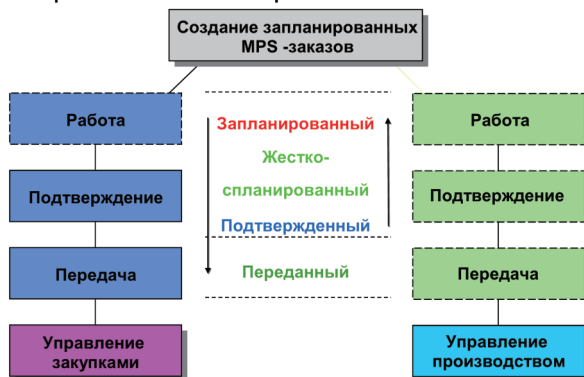 Создание запланированных
MPS -заказов
Работа
Подтверждение
Передача
Управление
закупками
Запланированный
Жестко-
спланированный
Подтвержденный
Переданный
Работа
Подтверждение
Передача
Управление
производством